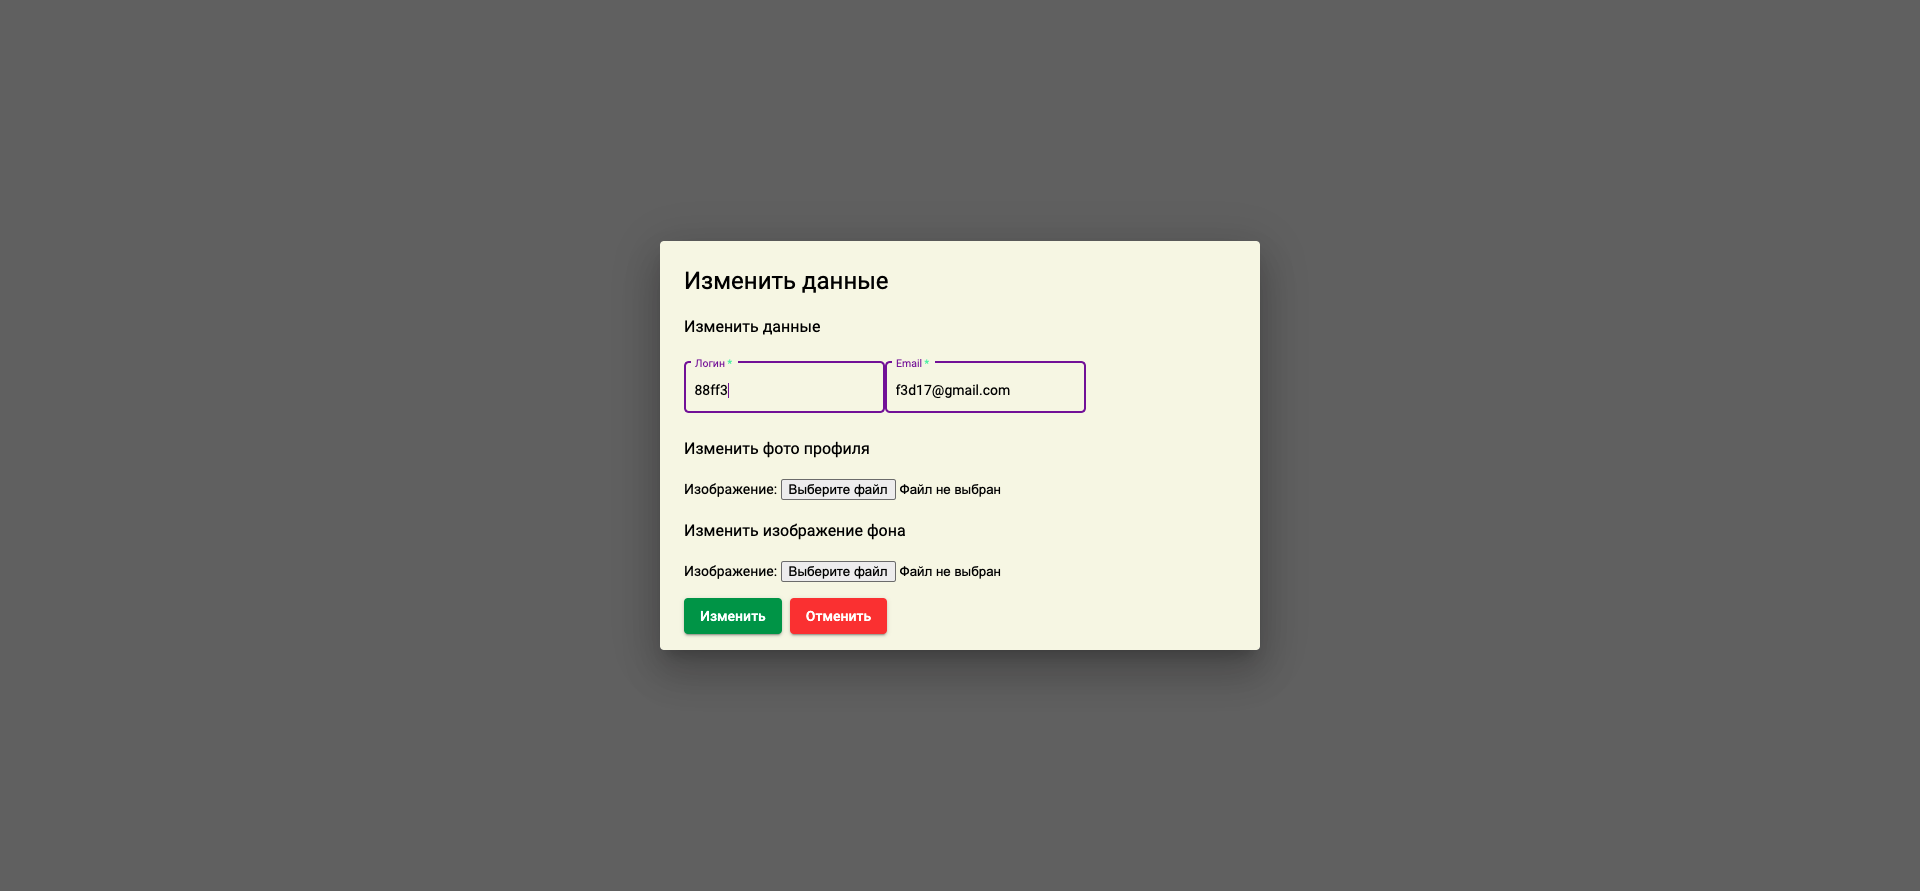 Изменить данные
Изменить данные
Логин * Email *
88ff3 f3d17@gmail.com
Изменить фото профиля
Изображение: Выберите файл Файл не выбран
Изменить изображение фона
Изображение: Выберите файл Файл не выбран
Изменить Отменить